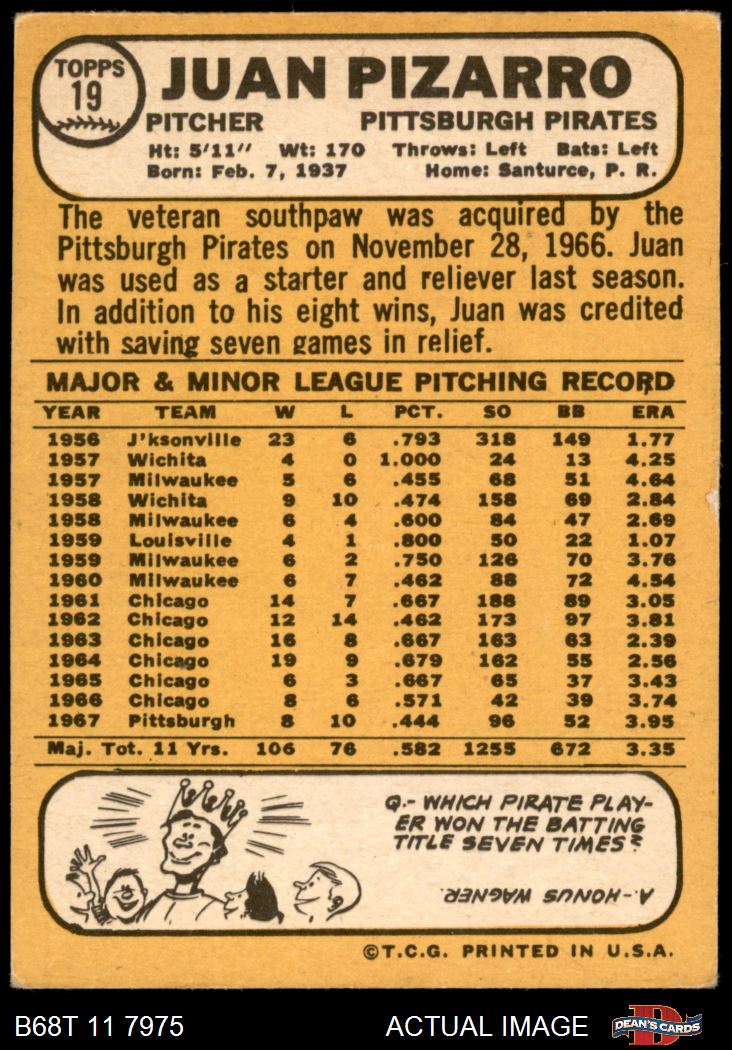 TOPPS
19
JUAN PIZARRO
PITCHER PITTSBURGH PIRATES
Ht: 5'11" Wt: 170 Throws: Left Bats: Left
Born: Feb. 7, 1937 Home: Santurce, P. R.
The veteran southpaw was acquired by the
Pittsburgh Pirates on November 28, 1966. Juan
was used as a starter and reliever last season.
In addition to his eight wins, Juan was credited
with saving seven games in relief.
MAJOR & MINOR LEAGUE PITCHING RECORD
YEAR TEAM W L PCT. SO BB ERA
1956 J'ksonville 23 6 .793 318 149 1.77
1957 Wichita 4 0 1.000 24 13 4.25
1957 Milwaukee 5 6 .455 68 51 4.64
1958 Wichita 9 10 .474 158 69 2.84
1958 Milwaukee 6 4 .600 84 47 2.69
1959 Louisville 4 1 .800 50 22 1.07
1959 Milwaukee 6 2 .750 126 70 3.76
1960 Milwaukee 6 7 .462 88 72 4.54
1961 Chicago 14 7 .667 188 89 3.05
1962 Chicago 12 14 .462 173 97 3.81
1963 Chicago 16 8 .667 163 63 2.39
1964 Chicago 19 9 .679 162 55 2.56
1965 Chicago 6 3 .667 65 37 3.43
1966 Chicago 8 6 .571 42 39 3.74
1967 Pittsburgh 8 10 .444 96 52 3.95
Maj. Tot. 11 Yrs. 106 76 .582 1255 672 3.35
Q.- WHICH PIRATE PLAY-
ER WON THE BATTING
TITLE SEVEN TIMES?
A.-HONUS WAGNER.
©T.C.G. PRINTED IN U.S.A.
B68T 11 7975 ACTUAL IMAGE D DEAN'S CARDS